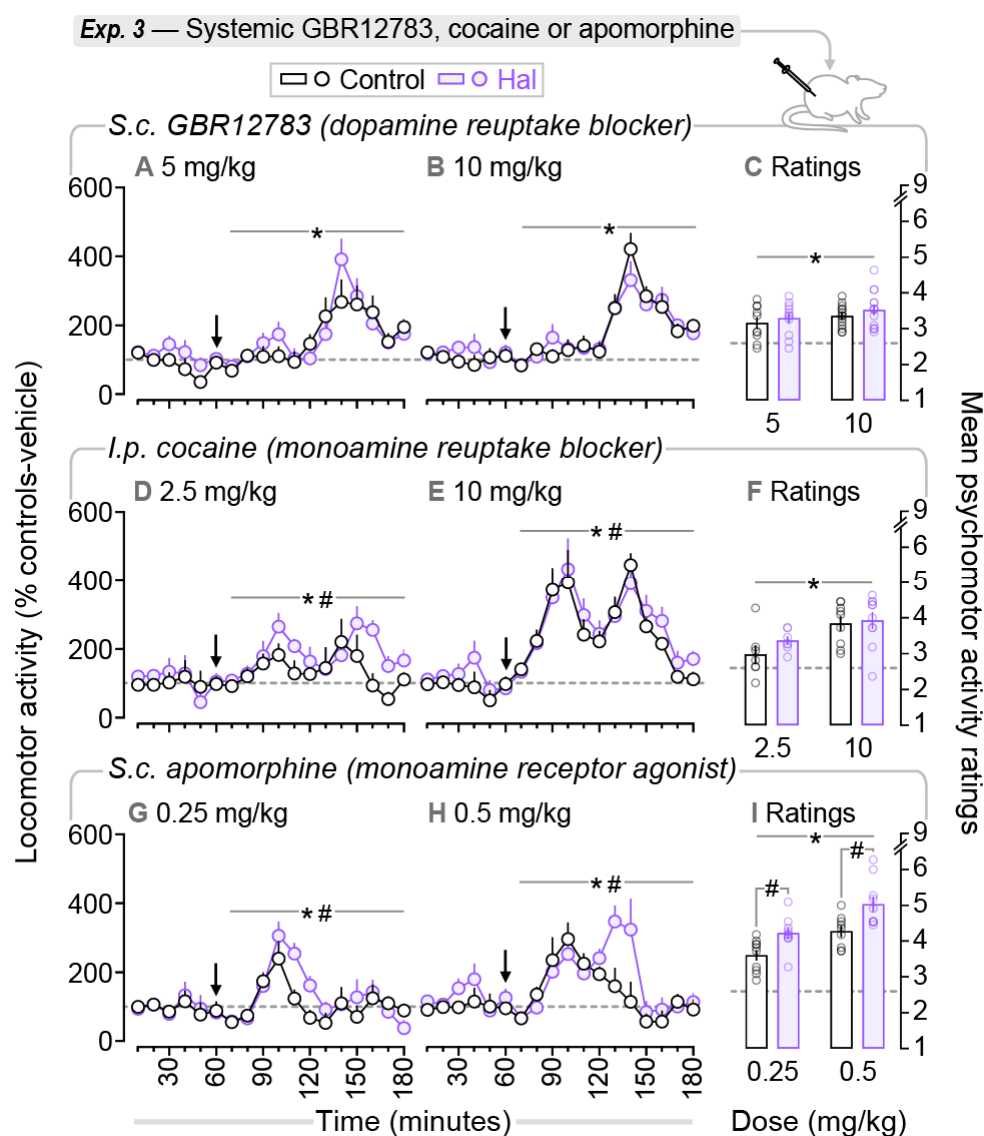 Exp. 3 — Systemic GBR12783, cocaine or apomorphine
Control Hal
S.c. GBR12783 (dopamine reuptake blocker)
A 5 mg/kg
B 10 mg/kg
C Ratings
600
400
200
0
*
*
*
9
6
5
4
3
2
1
5 10
I.p. cocaine (monoamine reuptake blocker)
D 2.5 mg/kg
E 10 mg/kg
F Ratings
600
400
200
0
* #
* #
*
9
6
5
4
3
2
1
2.5 10
S.c. apomorphine (monoamine receptor agonist)
G 0.25 mg/kg
H 0.5 mg/kg
I Ratings
600
400
200
0
* #
* #
*
#
#
9
6
5
4
3
2
1
0.25 0.5
30 60 90 120 150 180
30 60 90 120 150 180
Time (minutes)
Dose (mg/kg)
Locomotor activity (% controls-vehicle)
Mean psychomotor activity ratings